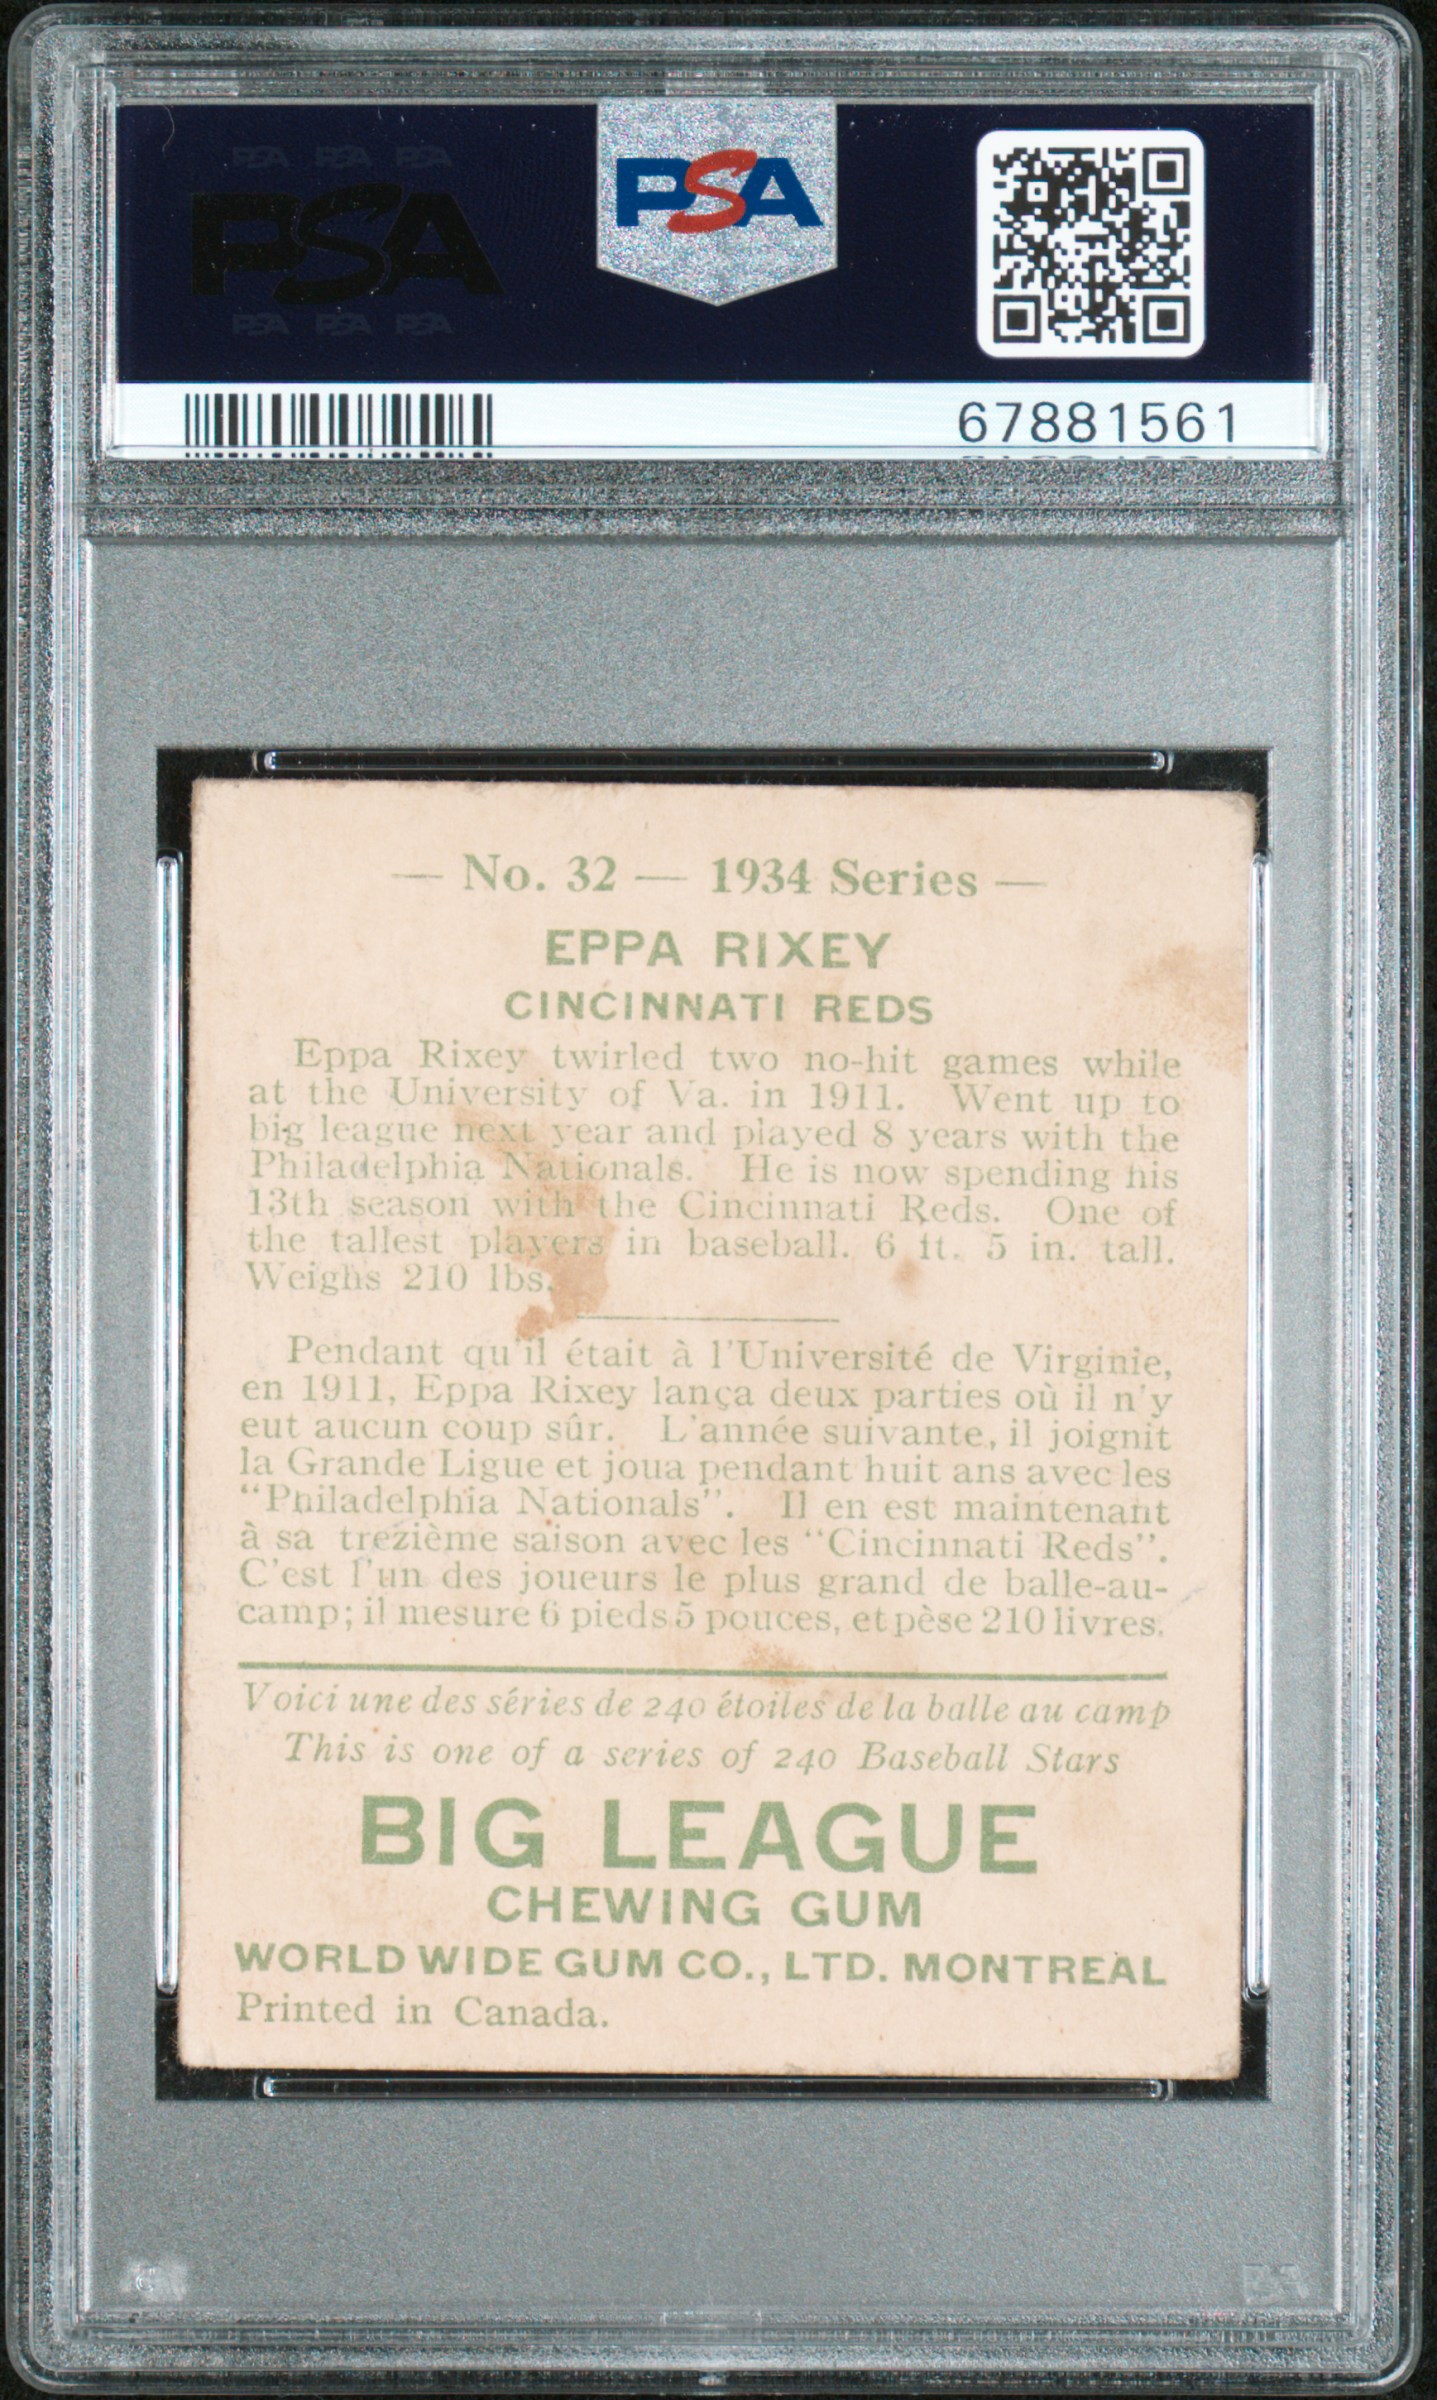 PSA PSA PSA
PSA
PSA PSA PSA
PSA
67881561
— No. 32 — 1934 Series —
EPPA RIXEY
CINCINNATI REDS
Eppa Rixey twirled two no-hit games while
at the University of Va. in 1911. Went up to
big league next year and played 8 years with the
Philadelphia Nationals. He is now spending his
13th season with the Cincinnati Reds. One of
the tallest players in baseball. 6 ft. 5 in. tall.
Weighs 210 lbs.
Pendant qu'il était à l'Université de Virginie,
en 1911, Eppa Rixey lança deux parties où il n'y
eut aucun coup sûr. L'année suivante, il joignit
la Grande Ligue et joua pendant huit ans avec les
"Philadelphia Nationals". Il en est maintenant
à sa trezième saison avec les "Cincinnati Reds".
C'est l'un des joueurs le plus grand de balle-au-
camp; il mesure 6 pieds 5 pouces, et pèse 210 livres.
Voici une des séries de 240 étoiles de la balle au camp
This is one of a series of 240 Baseball Stars
BIG LEAGUE
CHEWING GUM
WORLD WIDE GUM CO., LTD. MONTREAL
Printed in Canada.
PSA